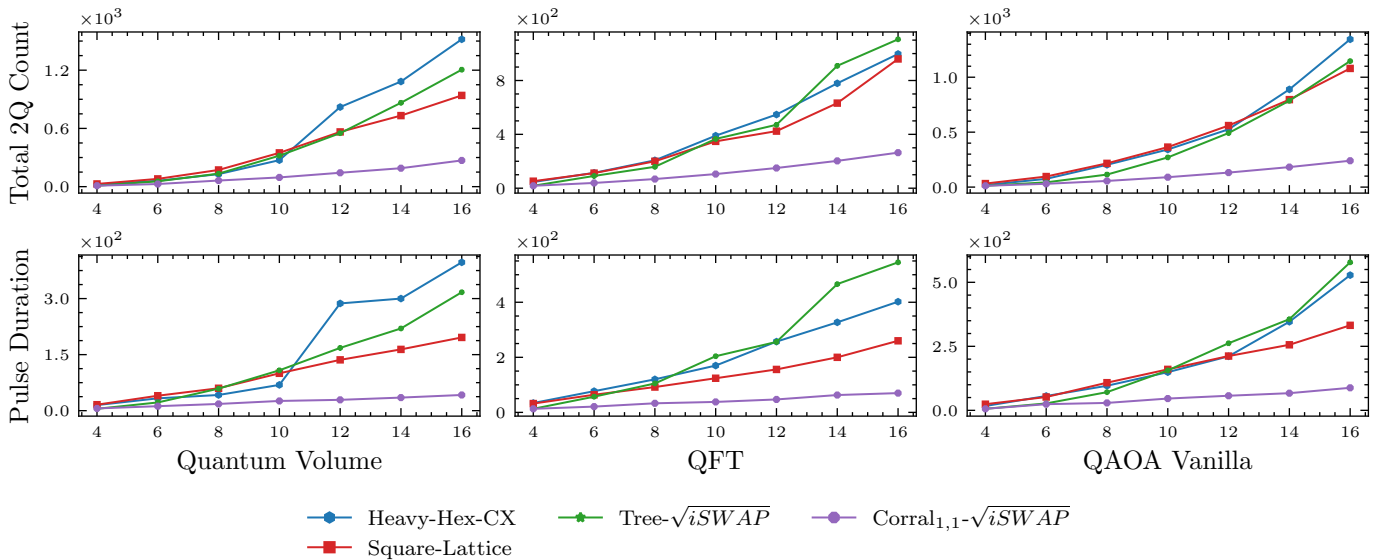 ×10³ ×10² ×10³
Total 2Q Count
1.2
0.6
0.0
8
4
0
1.0
0.5
0.0
4 6 8 10 12 14 16 4 6 8 10 12 14 16 4 6 8 10 12 14 16
×10² ×10² ×10²
Pulse Duration
3.0
1.5
0.0
4
2
0
5.0
2.5
0.0
4 6 8 10 12 14 16 4 6 8 10 12 14 16 4 6 8 10 12 14 16
Quantum Volume QFT QAOA Vanilla
Heavy-Hex-CX Tree-√iSWAP Corral₁,₁-√iSWAP
Square-Lattice